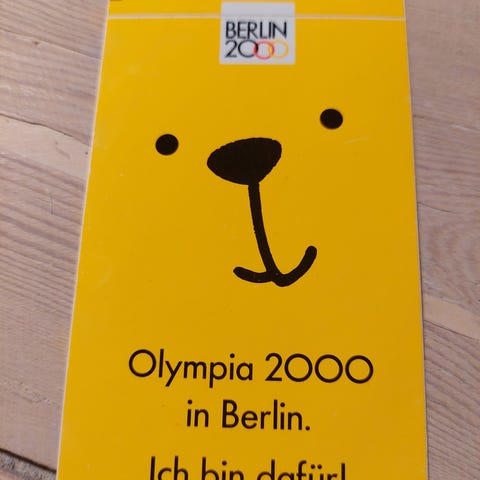 BERLIN
2000
Olympia 2000
in Berlin.
Ich bin dafür!